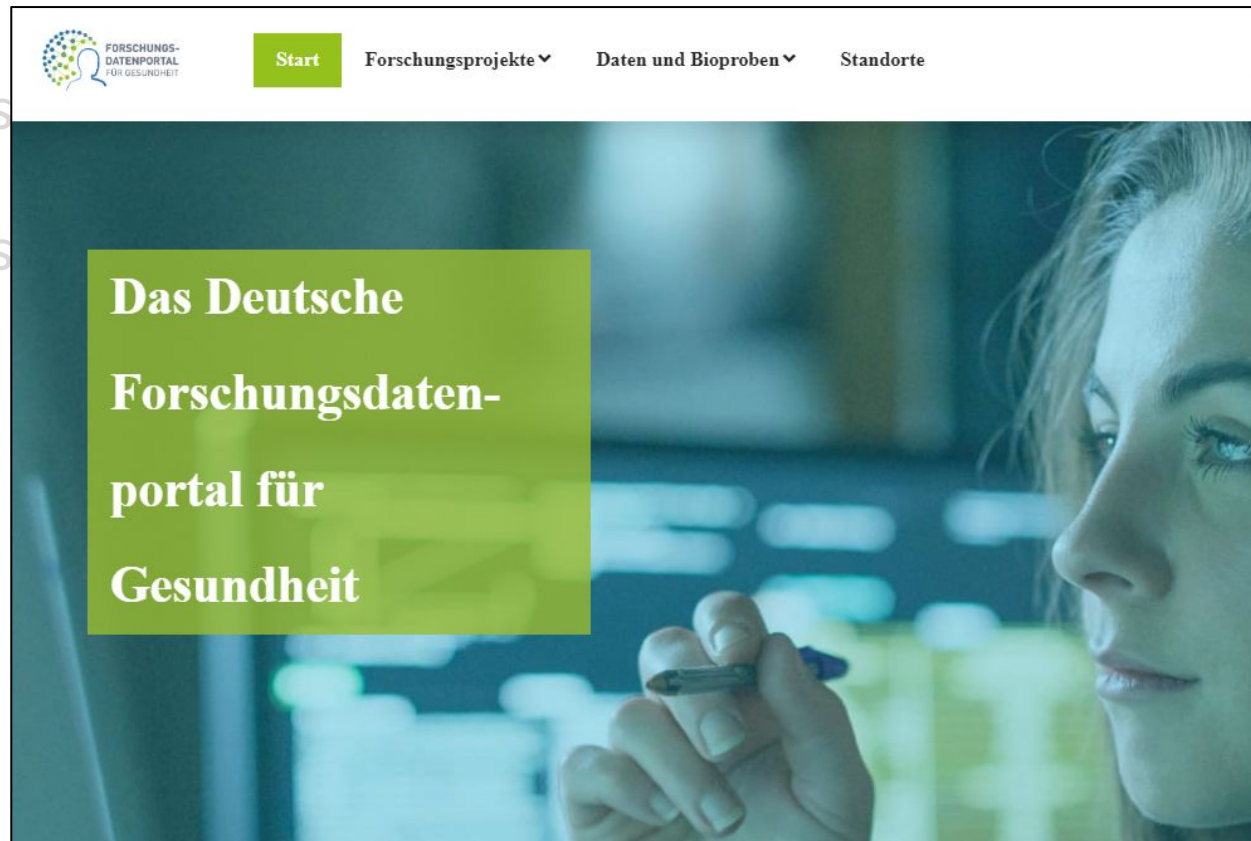 FORSCHUNGS-
DATENPORTAL
FÜR GESUNDHEIT
Start
Forschungsprojekte
Daten und Bioproben
Standorte
s
s
Das Deutsche
Forschungsdaten-
portal für
Gesundheit